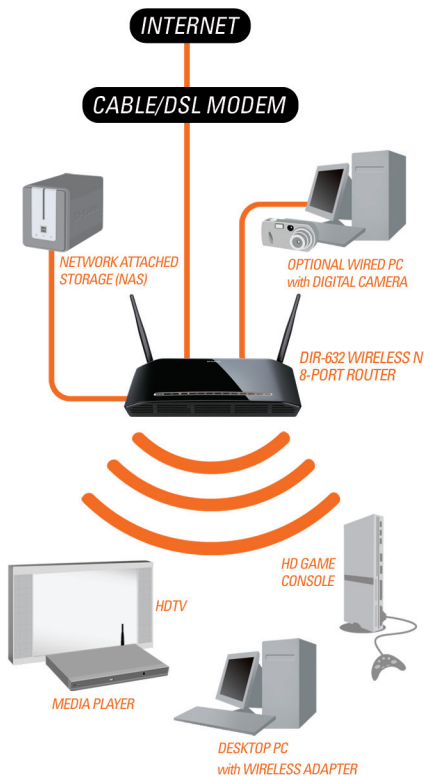 INTERNET
CABLE/DSL MODEM
NETWORK ATTACHED
STORAGE (NAS)
OPTIONAL WIRED PC
with DIGITAL CAMERA
DIR-632 WIRELESS N
8-PORT ROUTER
HD GAME
CONSOLE
HDTV
MEDIA PLAYER
DESKTOP PC
with WIRELESS ADAPTER